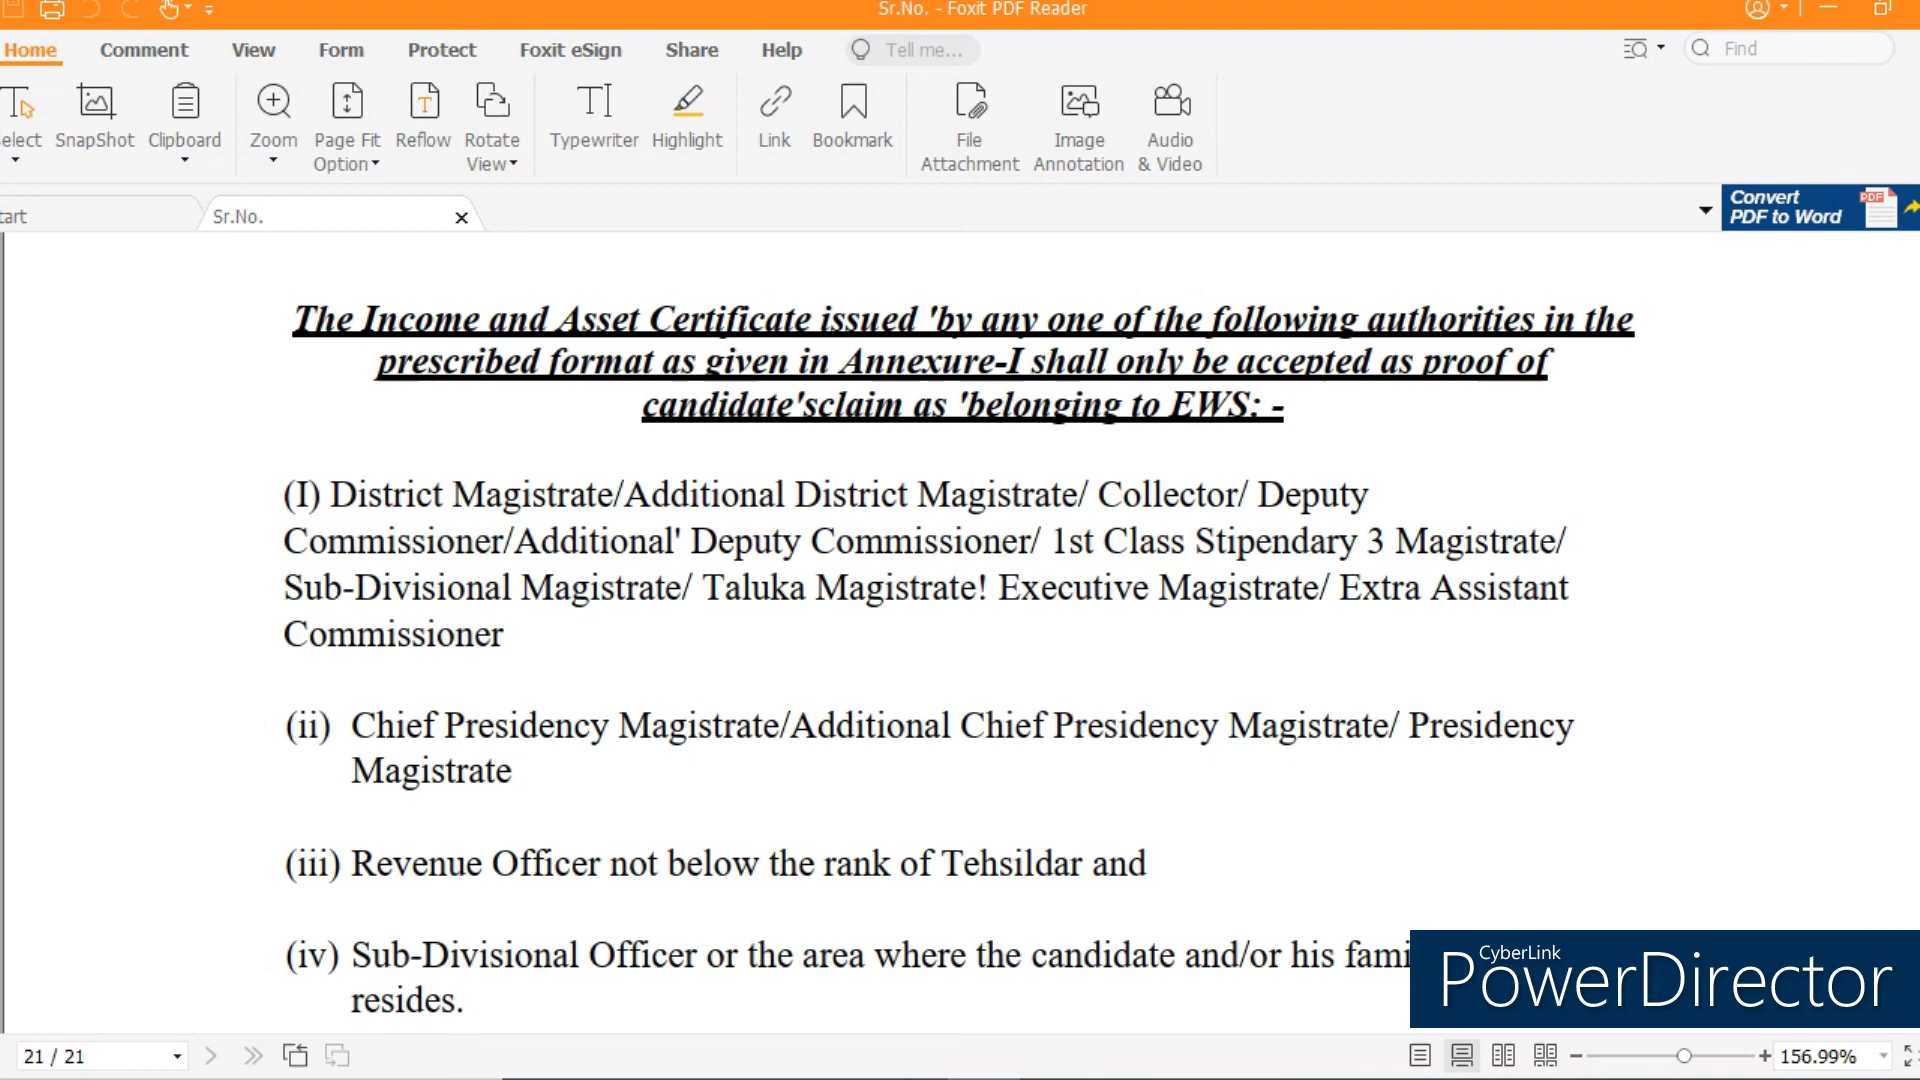 Sr.No. - Foxit PDF Reader
Home Comment View Form Protect Foxit eSign Share Help Tell me... Find
SnapShot Clipboard Zoom Page Fit Option Reflow Rotate View Typewriter Highlight Link Bookmark File Attachment Image Annotation Audio & Video
Sr.No.
Convert
PDF to Word
PDF
The Income and Asset Certificate issued 'by any one of the following authorities in the
prescribed format as given in Annexure-I shall only be accepted as proof of
candidate'sclaim as 'belonging to EWS: -
(I) District Magistrate/Additional District Magistrate/ Collector/ Deputy
Commissioner/Additional' Deputy Commissioner/ 1st Class Stipendary 3 Magistrate/
Sub-Divisional Magistrate/ Taluka Magistrate! Executive Magistrate/ Extra Assistant
Commissioner
(ii) Chief Presidency Magistrate/Additional Chief Presidency Magistrate/ Presidency
Magistrate
(iii) Revenue Officer not below the rank of Tehsildar and
(iv) Sub-Divisional Officer or the area where the candidate and/or his fami
resides.
CyberLink
PowerDirector
21 / 21
156.99%